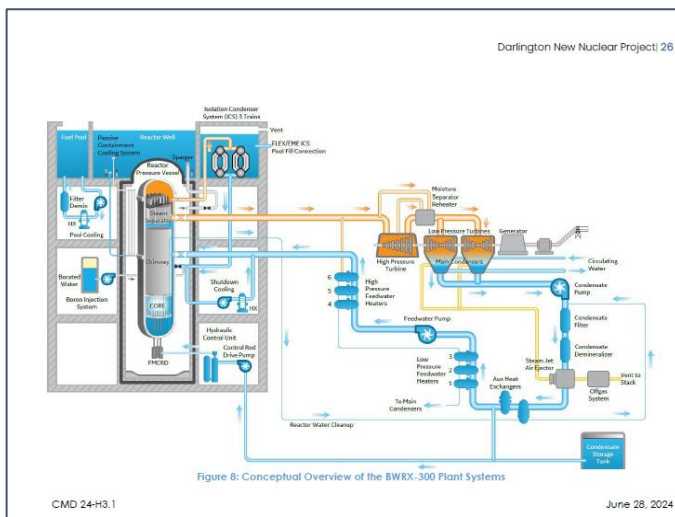 Darlington New Nuclear Project| 26
Isolation Condenser
System (ICS) 3 Trains
Vent
FLEX/EME ICS
Pool Fill Connection
Fuel Pool
Passive
Containment
Cooling System
Reactor Well
Sparger
Reactor
Pressure Vessel
Filter
Demin
HX
Pool Cooling
Steam
Separator
Chimney
Moisture
Separator
Reheater
Low Pressure Turbines
Generator
High Pressure
Turbine
Main Condensers
Circulating
Water
Condensate
Pump
Borated
Water
Boron Injection
System
CORE
Shutdown
Cooling
HX
6
5
4
High
Pressure
Feedwater
Heaters
Feedwater Pump
Condensate
Filter
Condensate
Demineralizer
Hydraulic
Control Unit
Control Rod
Drive Pump
FMCRD
Low
Pressure
Feedwater
Heaters
3
2
1
Steam Jet
Air Ejector
Offgas
System
Vent to
Stack
Aux Heat
Exchangers
To Main
Condensers
Reactor Water Cleanup
Condensate
Storage
Tank
Figure 8: Conceptual Overview of the BWRX-300 Plant Systems
CMD 24-H3.1
June 28, 2024